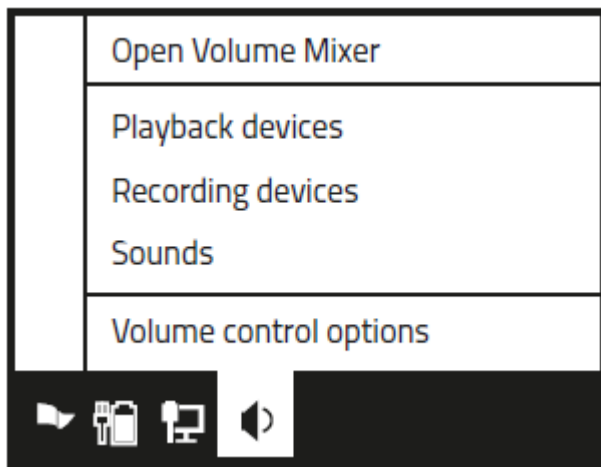 Open Volume Mixer
Playback devices
Recording devices
Sounds
Volume control options